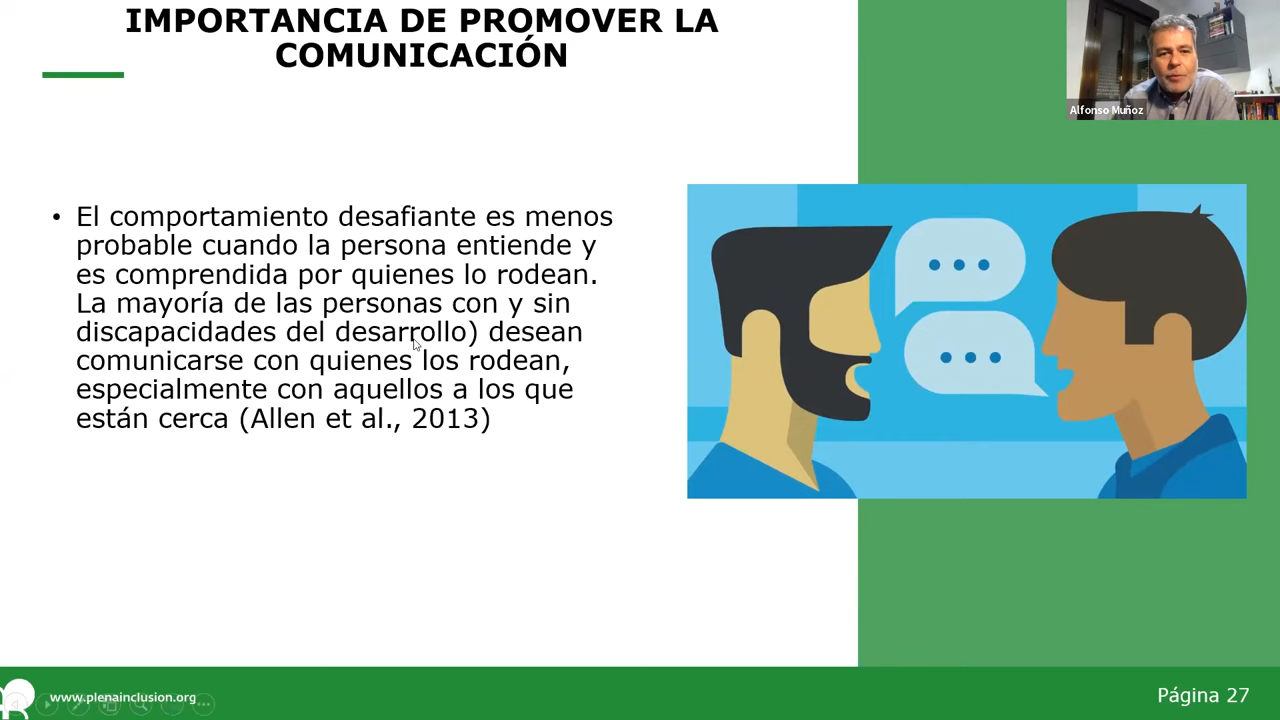 IMPORTANCIA DE PROMOVER LA
COMUNICACIÓN
Alfonso Muñoz
• El comportamiento desafiante es menos
probable cuando la persona entiende y
es comprendida por quienes lo rodean.
La mayoría de las personas con y sin
discapacidades del desarrollo) desean
comunicarse con quienes los rodean,
especialmente con aquellos a los que
están cerca (Allen et al., 2013)
www.plenainclusion.org
Página 27